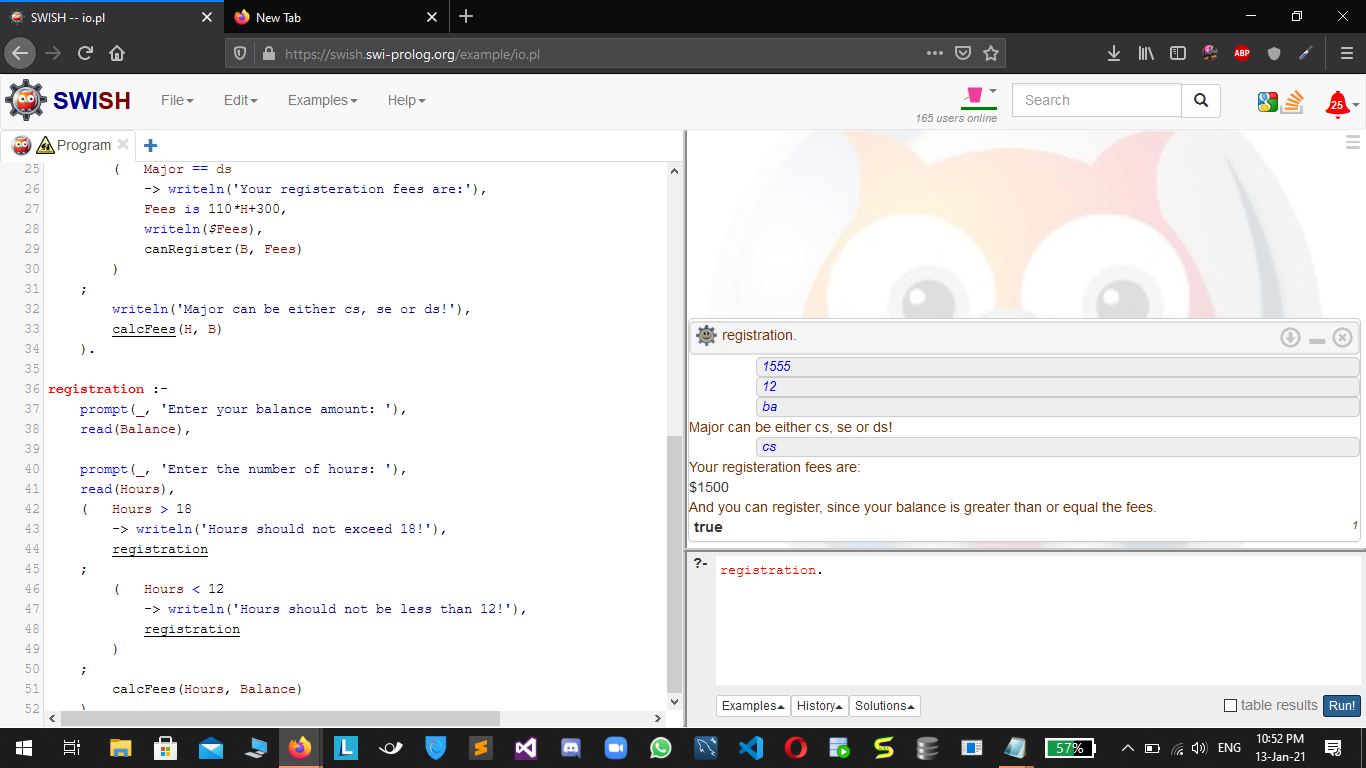 SWISH -- io.pl
New Tab
https://swish.swi-prolog.org/example/io.pl
ABP
SWISH
File
Edit
Examples
Help
165 users online
Search
25
Program
25 (   Major == ds
26 -> writeln('Your registeration fees are:'),
27 Fees is 110*H+300,
28 writeln($Fees),
29 canRegister(B, Fees)
30 )
31 ;
32 writeln('Major can be either cs, se or ds!'),
33 calcFees(H, B)
34 ).
35
36 registration :-
37 prompt(_, 'Enter your balance amount: '),
38 read(Balance),
39
40 prompt(_, 'Enter the number of hours: '),
41 read(Hours),
42 (   Hours > 18
43 -> writeln('Hours should not exceed 18!'),
44 registration
45 ;
46 (   Hours < 12
47 -> writeln('Hours should not be less than 12!'),
48 registration
49 )
50 ;
51 calcFees(Hours, Balance)
52
registration.
1555
12
ba
Major can be either cs, se or ds!
cs
Your registeration fees are:
$1500
And you can register, since your balance is greater than or equal the fees.
true
1
?- registration.
Examples
History
Solutions
table results
Run!
L
57%
ENG
10:52 PM
13-Jan-21